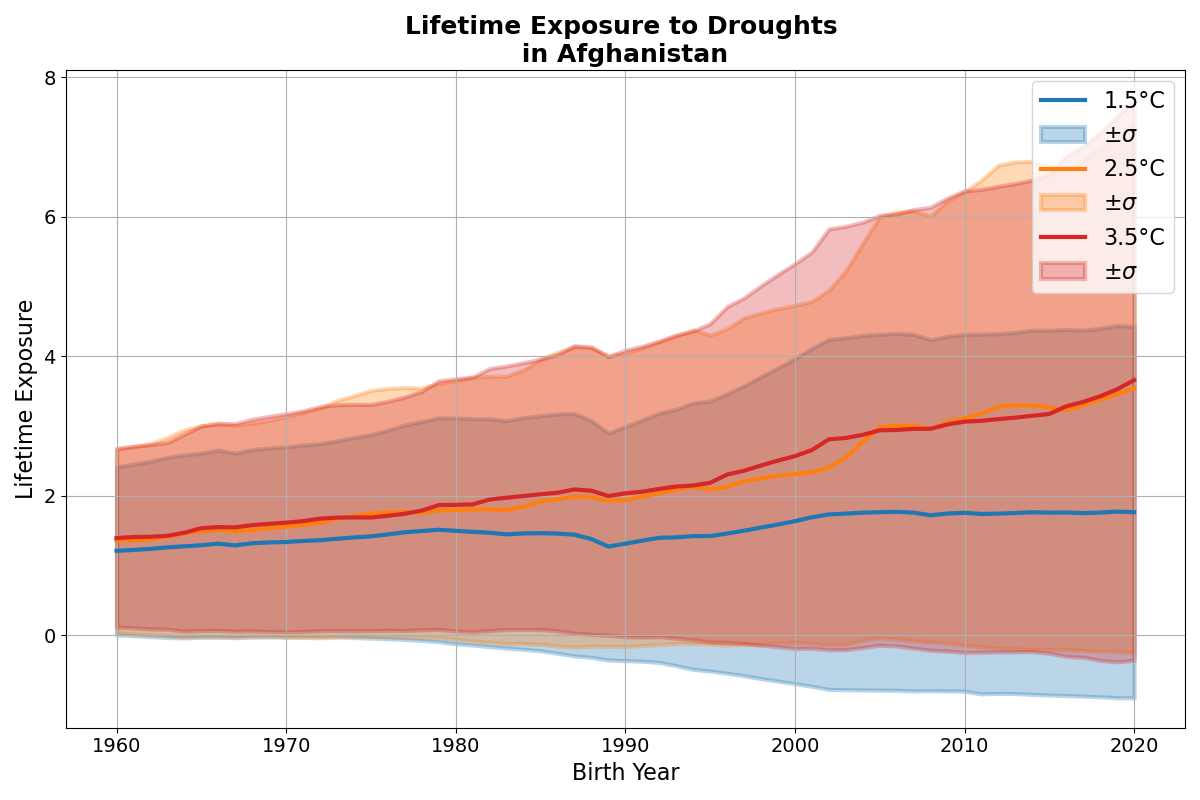 Lifetime Exposure to Droughts
in Afghanistan
Lifetime Exposure
8
6
4
2
0
1960 1970 1980 1990 2000 2010 2020
Birth Year
1.5°C
±σ
2.5°C
±σ
3.5°C
±σ